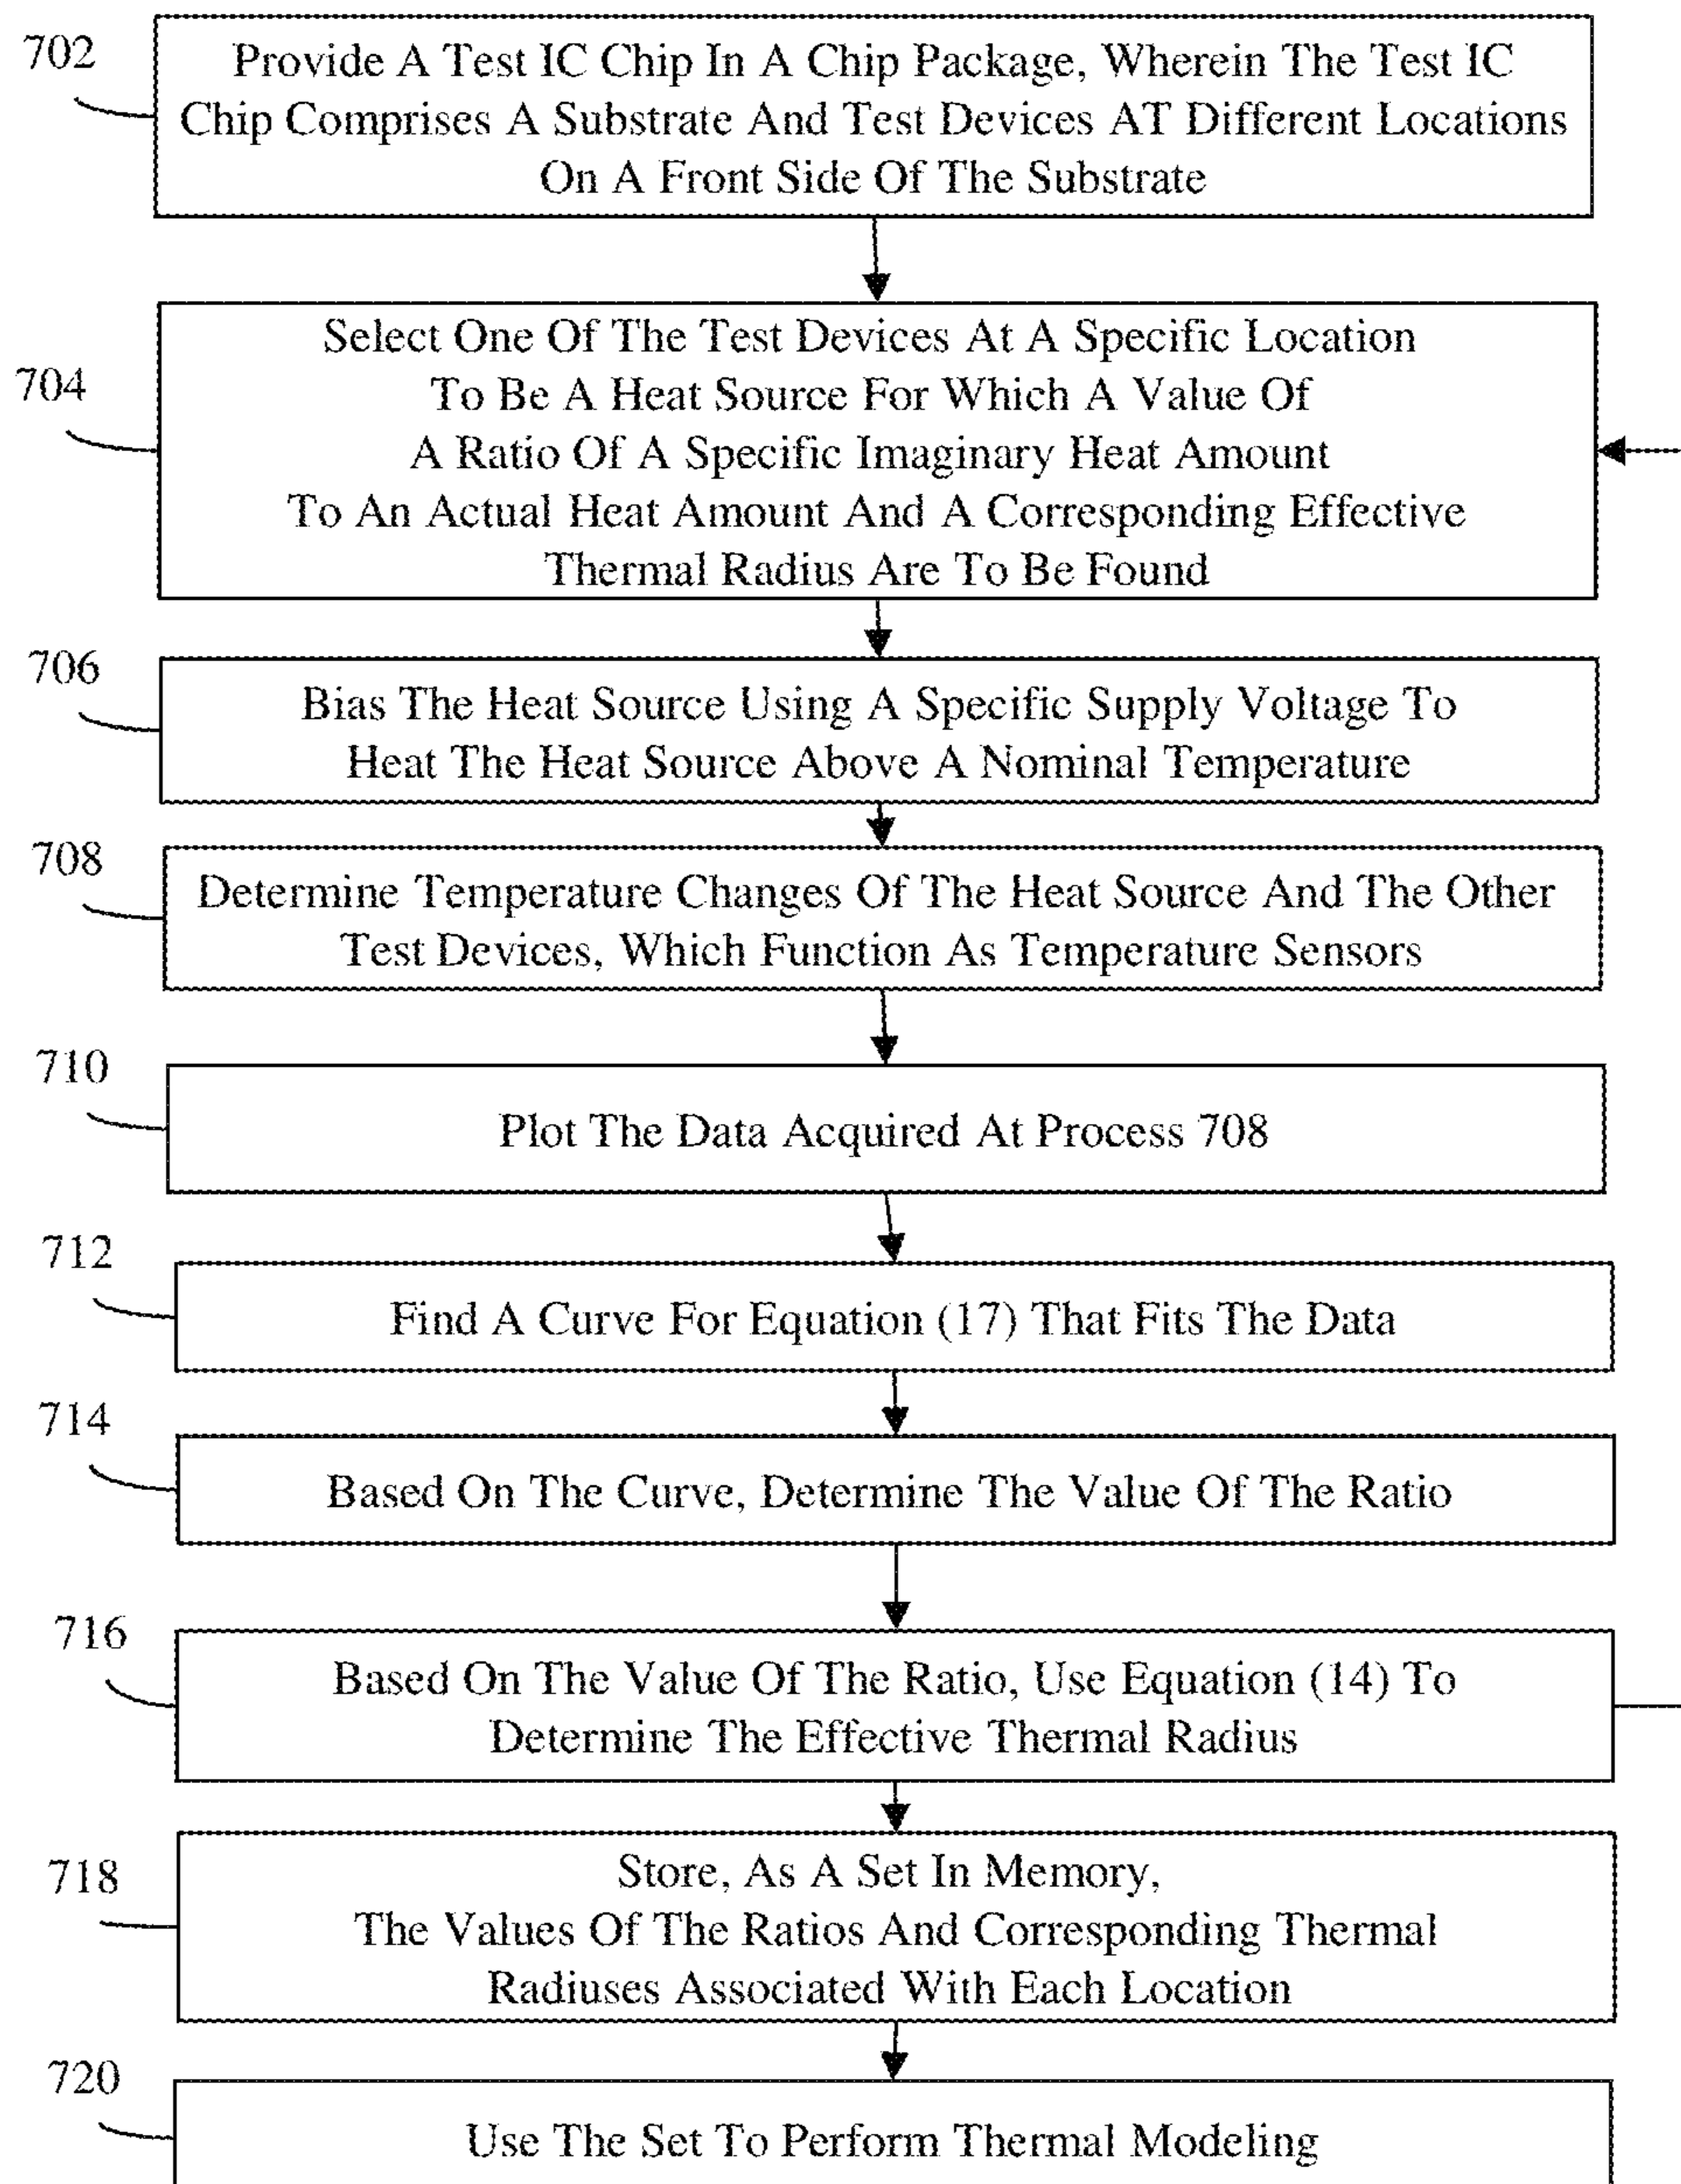 702
Provide A Test IC Chip In A Chip Package, Wherein The Test IC
Chip Comprises A Substrate And Test Devices AT Different Locations
On A Front Side Of The Substrate
704
Select One Of The Test Devices At A Specific Location
To Be A Heat Source For Which A Value Of
A Ratio Of A Specific Imaginary Heat Amount
To An Actual Heat Amount And A Corresponding Effective
Thermal Radius Are To Be Found
706
Bias The Heat Source Using A Specific Supply Voltage To
Heat The Heat Source Above A Nominal Temperature
708
Determine Temperature Changes Of The Heat Source And The Other
Test Devices, Which Function As Temperature Sensors
710
Plot The Data Acquired At Process 708
712
Find A Curve For Equation (17) That Fits The Data
714
Based On The Curve, Determine The Value Of The Ratio
716
Based On The Value Of The Ratio, Use Equation (14) To
Determine The Effective Thermal Radius
718
Store, As A Set In Memory,
The Values Of The Ratios And Corresponding Thermal
Radiuses Associated With Each Location
720
Use The Set To Perform Thermal Modeling